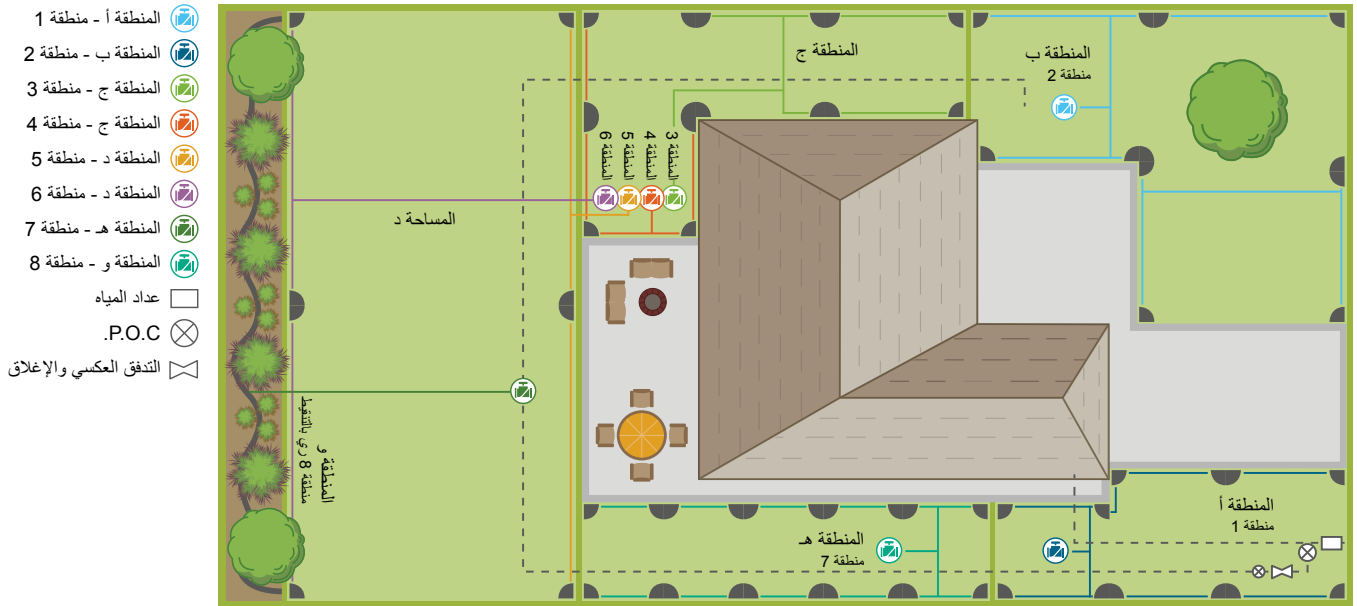 المنطقة أ - منطقة 1
المنطقة ب - منطقة 2
المنطقة ج - منطقة 3
المنطقة ج - منطقة 4
المنطقة د - منطقة 5
المنطقة د - منطقة 6
المنطقة هـ - منطقة 7
المنطقة و - منطقة 8
عداد المياه
P.O.C.
التدفق العكسي والإغلاق
المنطقة ب
منطقة 2
المنطقة ج
المنطقة 3
المنطقة 4
المنطقة 5
المنطقة 6
المساحة د
المنطقة و
منطقة 8 ري بالتنقيط
المنطقة أ
منطقة 1
المنطقة هـ
منطقة 7